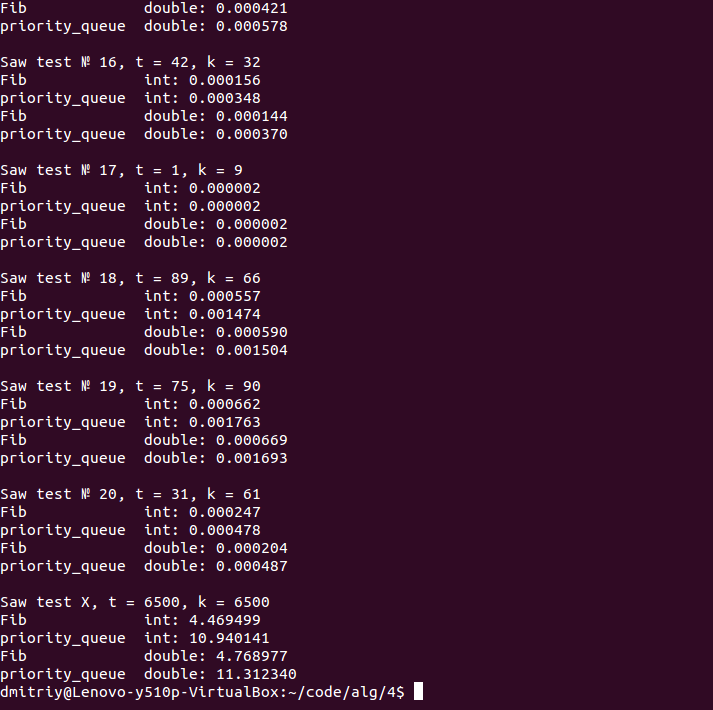 Fib             double: 0.000421
priority_queue  double: 0.000578

Saw test № 16, t = 42, k = 32
Fib             int: 0.000156
priority_queue  int: 0.000348
Fib             double: 0.000144
priority_queue  double: 0.000370

Saw test № 17, t = 1, k = 9
Fib             int: 0.000002
priority_queue  int: 0.000002
Fib             double: 0.000002
priority_queue  double: 0.000002

Saw test № 18, t = 89, k = 66
Fib             int: 0.000557
priority_queue  int: 0.001474
Fib             double: 0.000590
priority_queue  double: 0.001504

Saw test № 19, t = 75, k = 90
Fib             int: 0.000662
priority_queue  int: 0.001763
Fib             double: 0.000669
priority_queue  double: 0.001693

Saw test № 20, t = 31, k = 61
Fib             int: 0.000247
priority_queue  int: 0.000478
Fib             double: 0.000204
priority_queue  double: 0.000487

Saw test X, t = 6500, k = 6500
Fib             int: 4.469499
priority_queue  int: 10.940141
Fib             double: 4.768977
priority_queue  double: 11.312340
dmitriy@Lenovo-y510p-VirtualBox:~/code/alg/4$